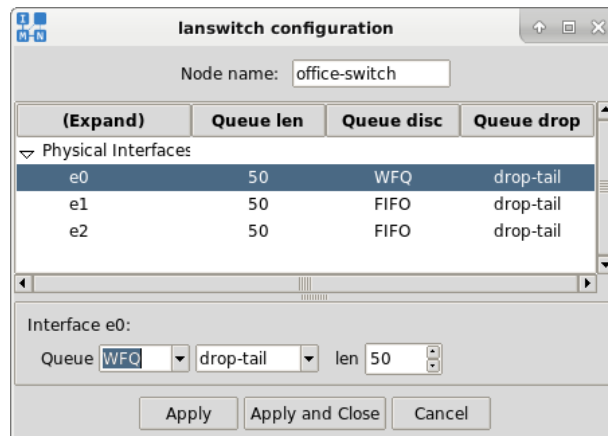 I
M-N
lanswitch configuration
Node name: office-switch
(Expand) Queue len Queue disc Queue drop
Physical Interfaces
e0 50 WFQ drop-tail
e1 50 FIFO drop-tail
e2 50 FIFO drop-tail
Interface e0:
Queue WFQ drop-tail len 50
Apply Apply and Close Cancel